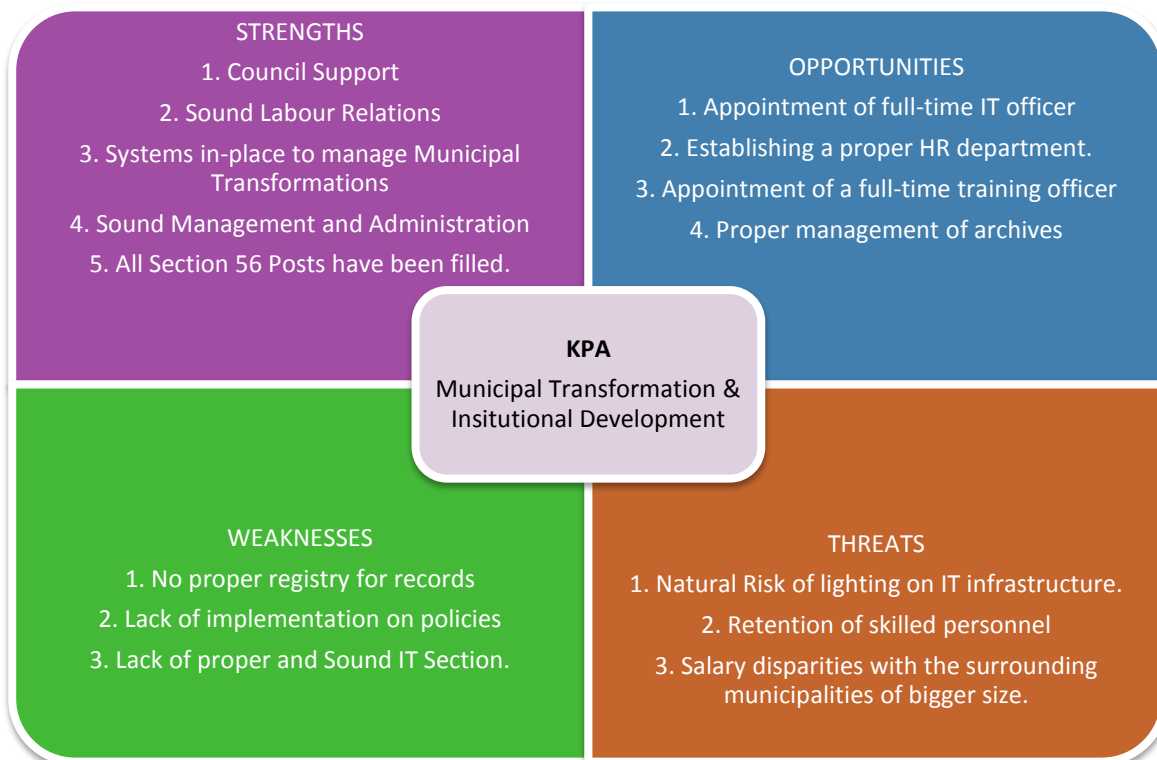 STRENGTHS
1. Council Support
2. Sound Labour Relations
3. Systems in-place to manage Municipal
Transformations
4. Sound Management and Administration
5. All Section 56 Posts have been filled.
OPPORTUNITIES
1. Appointment of full-time IT officer
2. Establishing a proper HR department.
3. Appointment of a full-time training officer
4. Proper management of archives
KPA
Municipal Transformation &
Insitutional Development
WEAKNESSES
1. No proper registry for records
2. Lack of implementation on policies
3. Lack of proper and Sound IT Section.
THREATS
1. Natural Risk of lighting on IT infrastructure.
2. Retention of skilled personnel
3. Salary disparities with the surrounding
municipalities of bigger size.